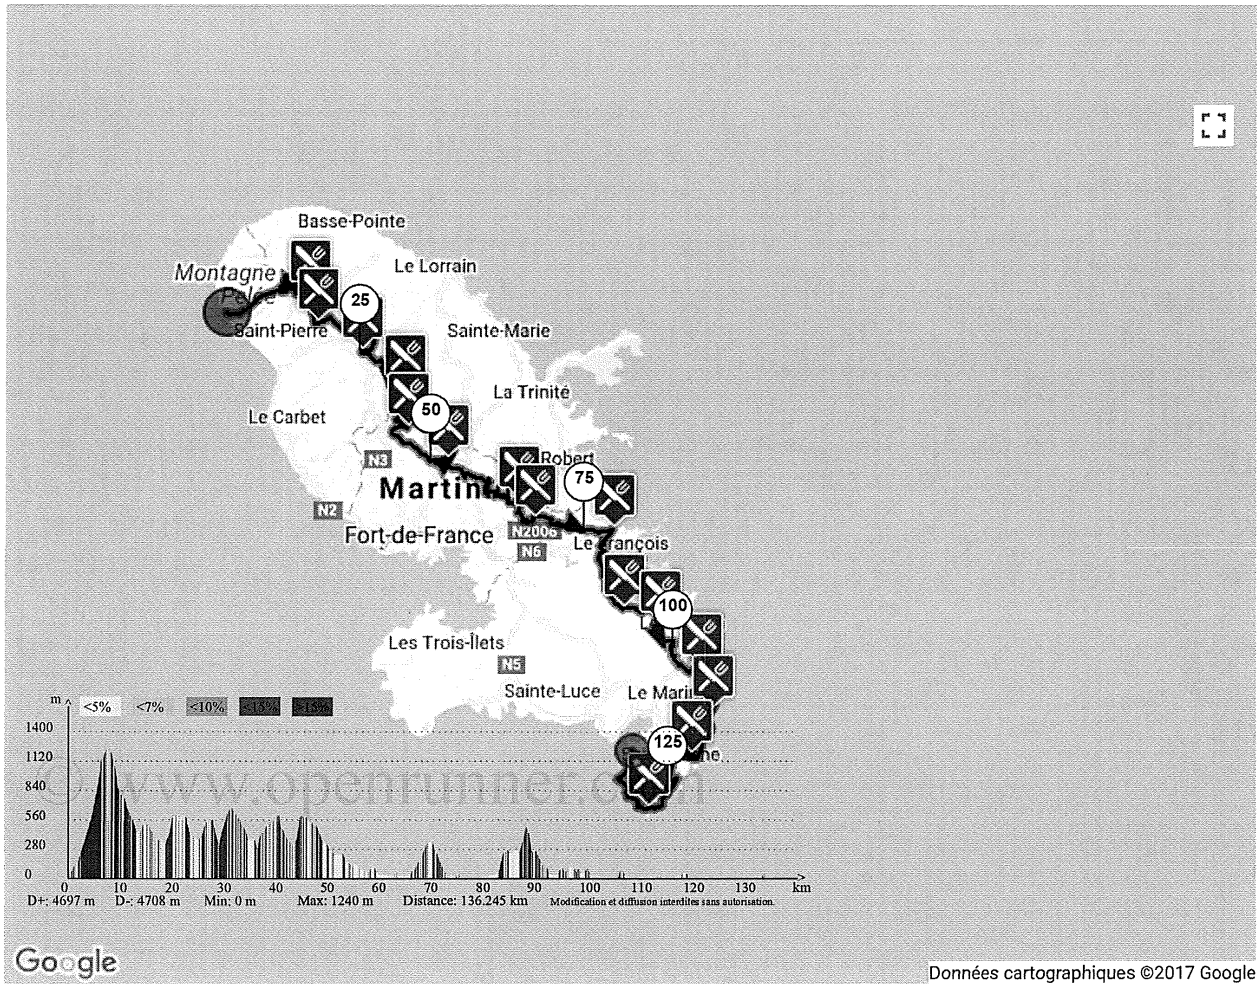 Basse-Pointe
Montagne
Pelée
Le Lorrain
25
Saint-Pierre
Sainte-Marie
La Trinité
Le Carbet
50
N3
Robert
75
Martin
N2
Fort-de-France
N2006
Le François
N6
100
Les Trois-Îlets
N5
Sainte-Luce
Le Marin
125
ne
m
<5% <7% <10% <15% >15%
1400
1120
840
560
280
0
© www.openrunner.com
0 10 20 30 40 50 60 70 80 90 100 110 120 130 km
D+: 4697 m D-: 4708 m Min: 0 m Max: 1240 m Distance: 136.245 km Modification et diffusion interdites sans autorisation.
Google
Données cartographiques ©2017 Google